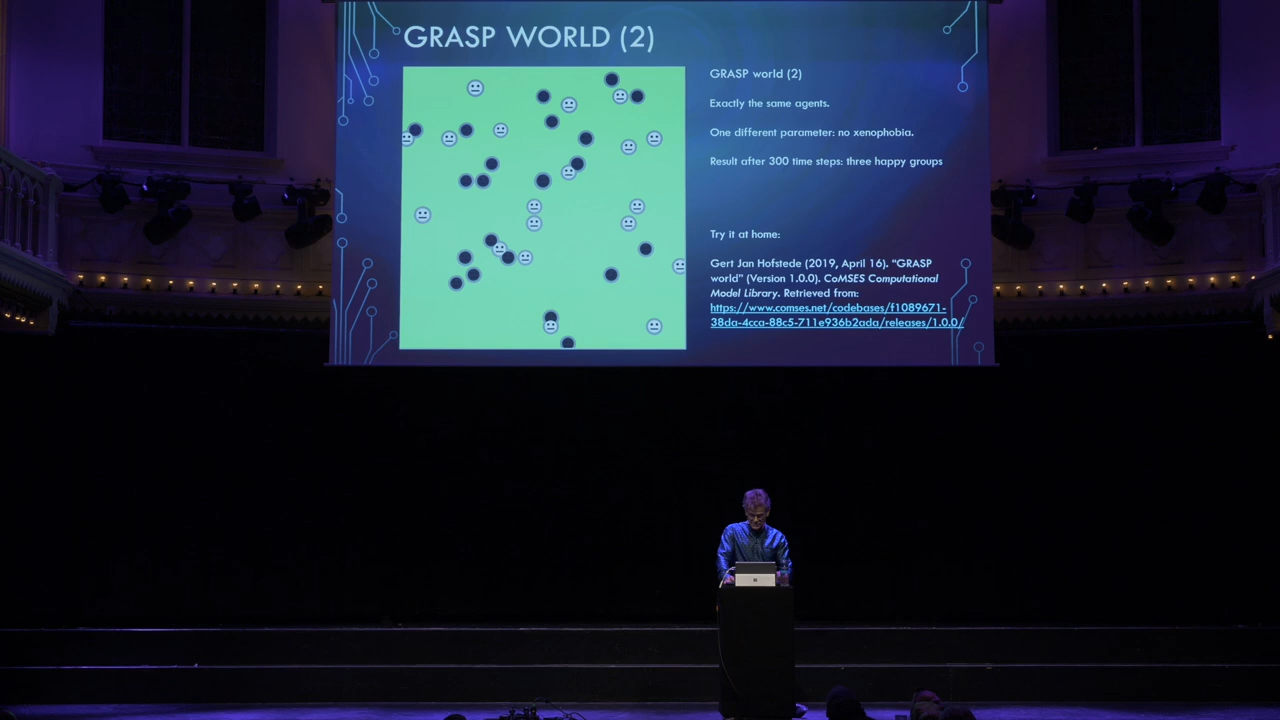 GRASP WORLD (2)
GRASP world (2)
Exactly the same agents.
One different parameter: no xenophobia.
Result after 300 time steps: three happy groups
Try it at home:
Gert Jan Hofstede (2019, April 16). “GRASP
world” (Version 1.0.0). CoMSES Computational
Model Library. Retrieved from:
https://www.comses.net/codebases/f1089671-
38da-4cca-88c5-711e936b2ada/releases/1.0.0/